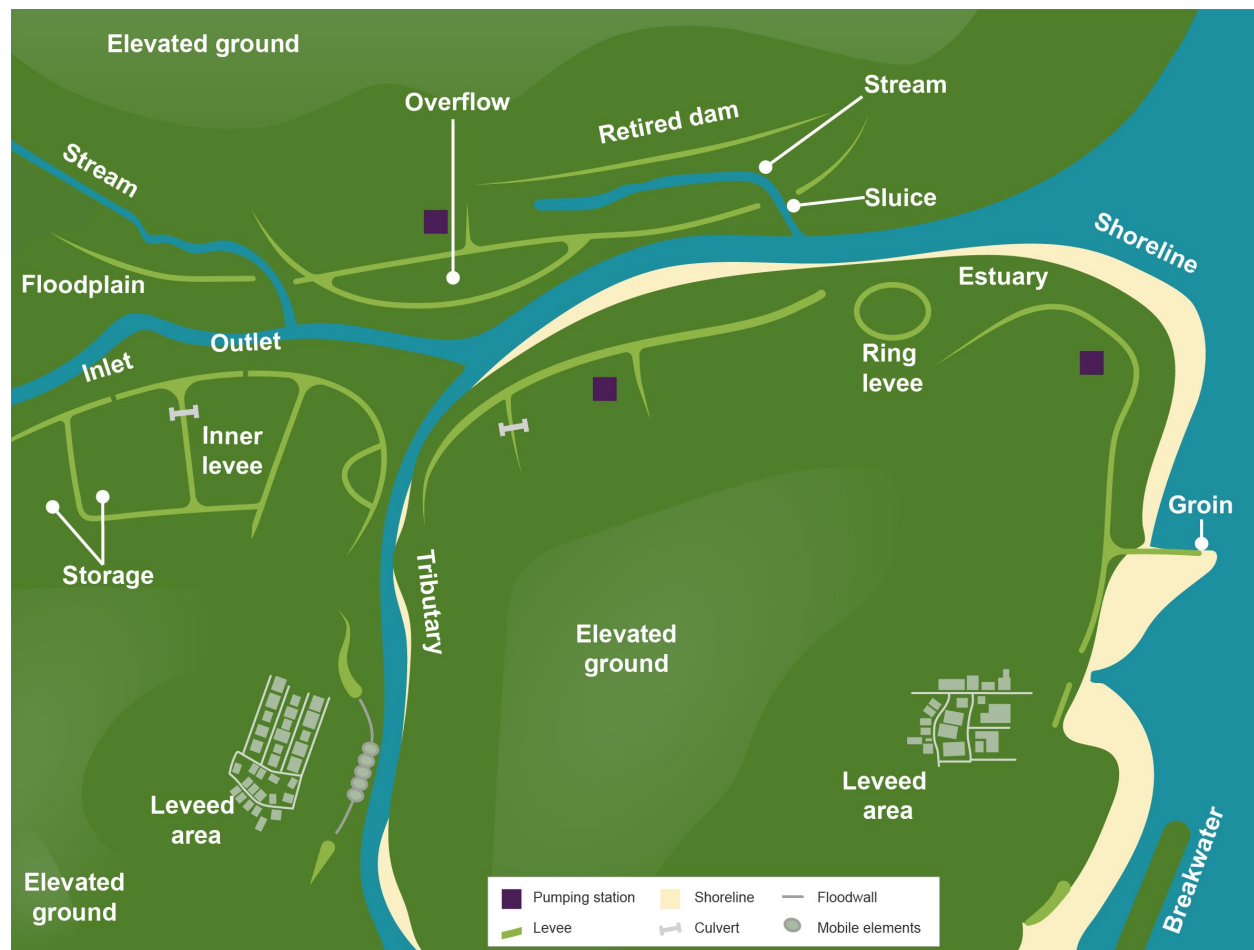 Elevated ground
Overflow
Retired dam
Stream
Stream
Sluice
Shoreline
Floodplain
Estuary
Outlet
Inlet
Ring
levee
Inner
levee
Groin
Storage
Tributary
Elevated
ground
Leveed
area
Leveed
area
Elevated
ground
Breakwater
Pumping station
Shoreline
Floodwall
Levee
Culvert
Mobile elements